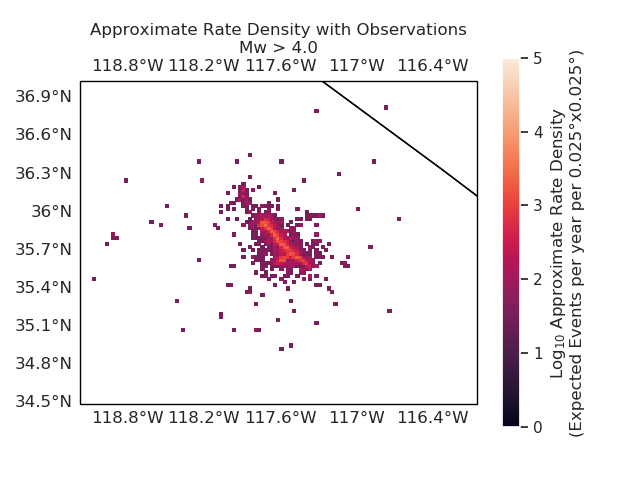 Approximate Rate Density with Observations
Mw > 4.0
118.8°W 118.2°W 117.6°W 117°W 116.4°W
36.9°N
36.6°N
36.3°N
36°N
35.7°N
35.4°N
35.1°N
34.8°N
34.5°N
118.8°W 118.2°W 117.6°W 117°W 116.4°W
5
4
3
2
1
0
Log₁₀ Approximate Rate Density
(Expected Events per year per 0.025°x0.025°)